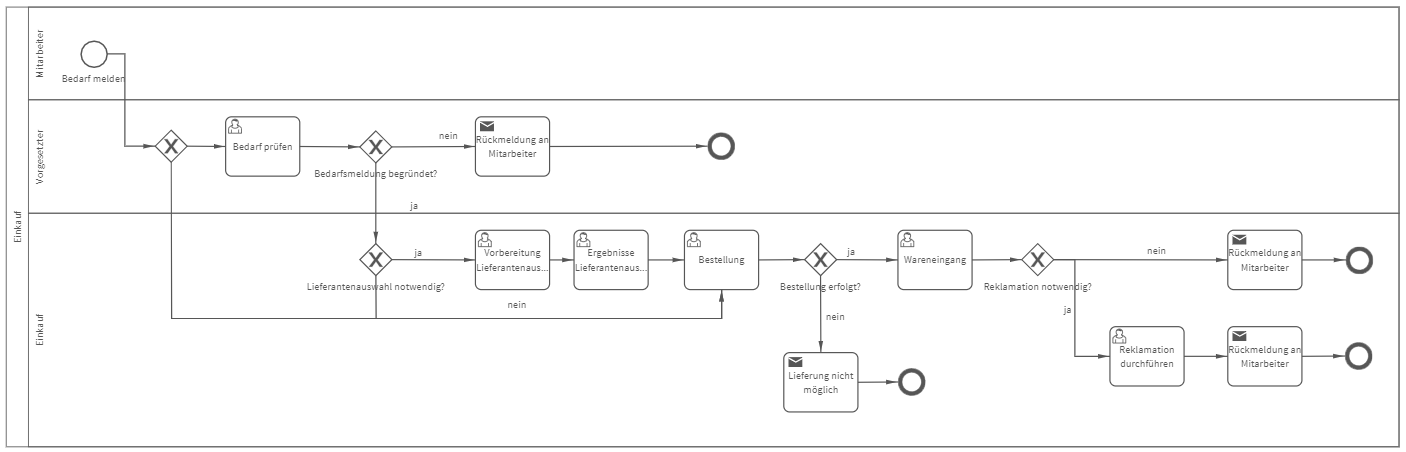 Einkauf
Mitarbeiter
Bedarf melden
Vorgesetzter
Bedarf prüfen
Bedarfsmeldung begründet?
nein
Rückmeldung an
Mitarbeiter
ja
Einkauf
Lieferantenauswahl notwendig?
ja
nein
Vorbereitung
Lieferantenaus...
Ergebnisse
Lieferantenaus...
Bestellung
Bestellung erfolgt?
ja
nein
Lieferung nicht
möglich
Wareneingang
Reklamation notwendig?
nein
Rückmeldung an
Mitarbeiter
ja
Reklamation
durchführen
Rückmeldung an
Mitarbeiter